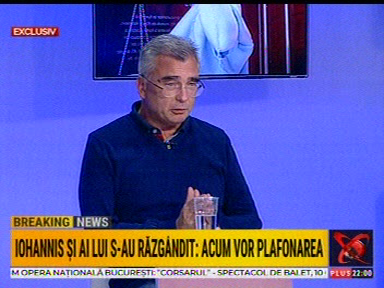 EXCLUSIV
BREAKING NEWS
IOHANNIS ȘI AI LUI S-AU RĂZGÂNDIT: ACUM VOR PLAFONAREA
M OPERA NAȚIONALĂ BUCUREȘTI: "CORSARUL" - SPECTACOL DE BALET, 10 I
PLUS 22:00